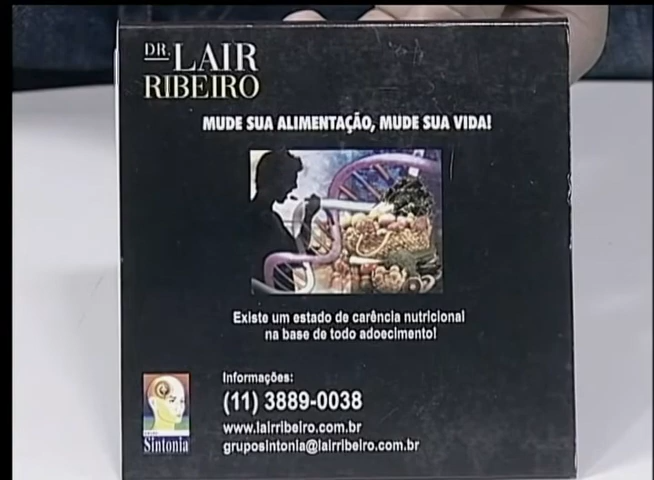 DR. LAIR
RIBEIRO
MUDE SUA ALIMENTAÇÃO, MUDE SUA VIDA!
Existe um estado de carência nutricional
na base de todo adoecimento!
Informações:
(11) 3889-0038
www.lairribeiro.com.br
gruposintonia@lairribeiro.com.br
Sintonia